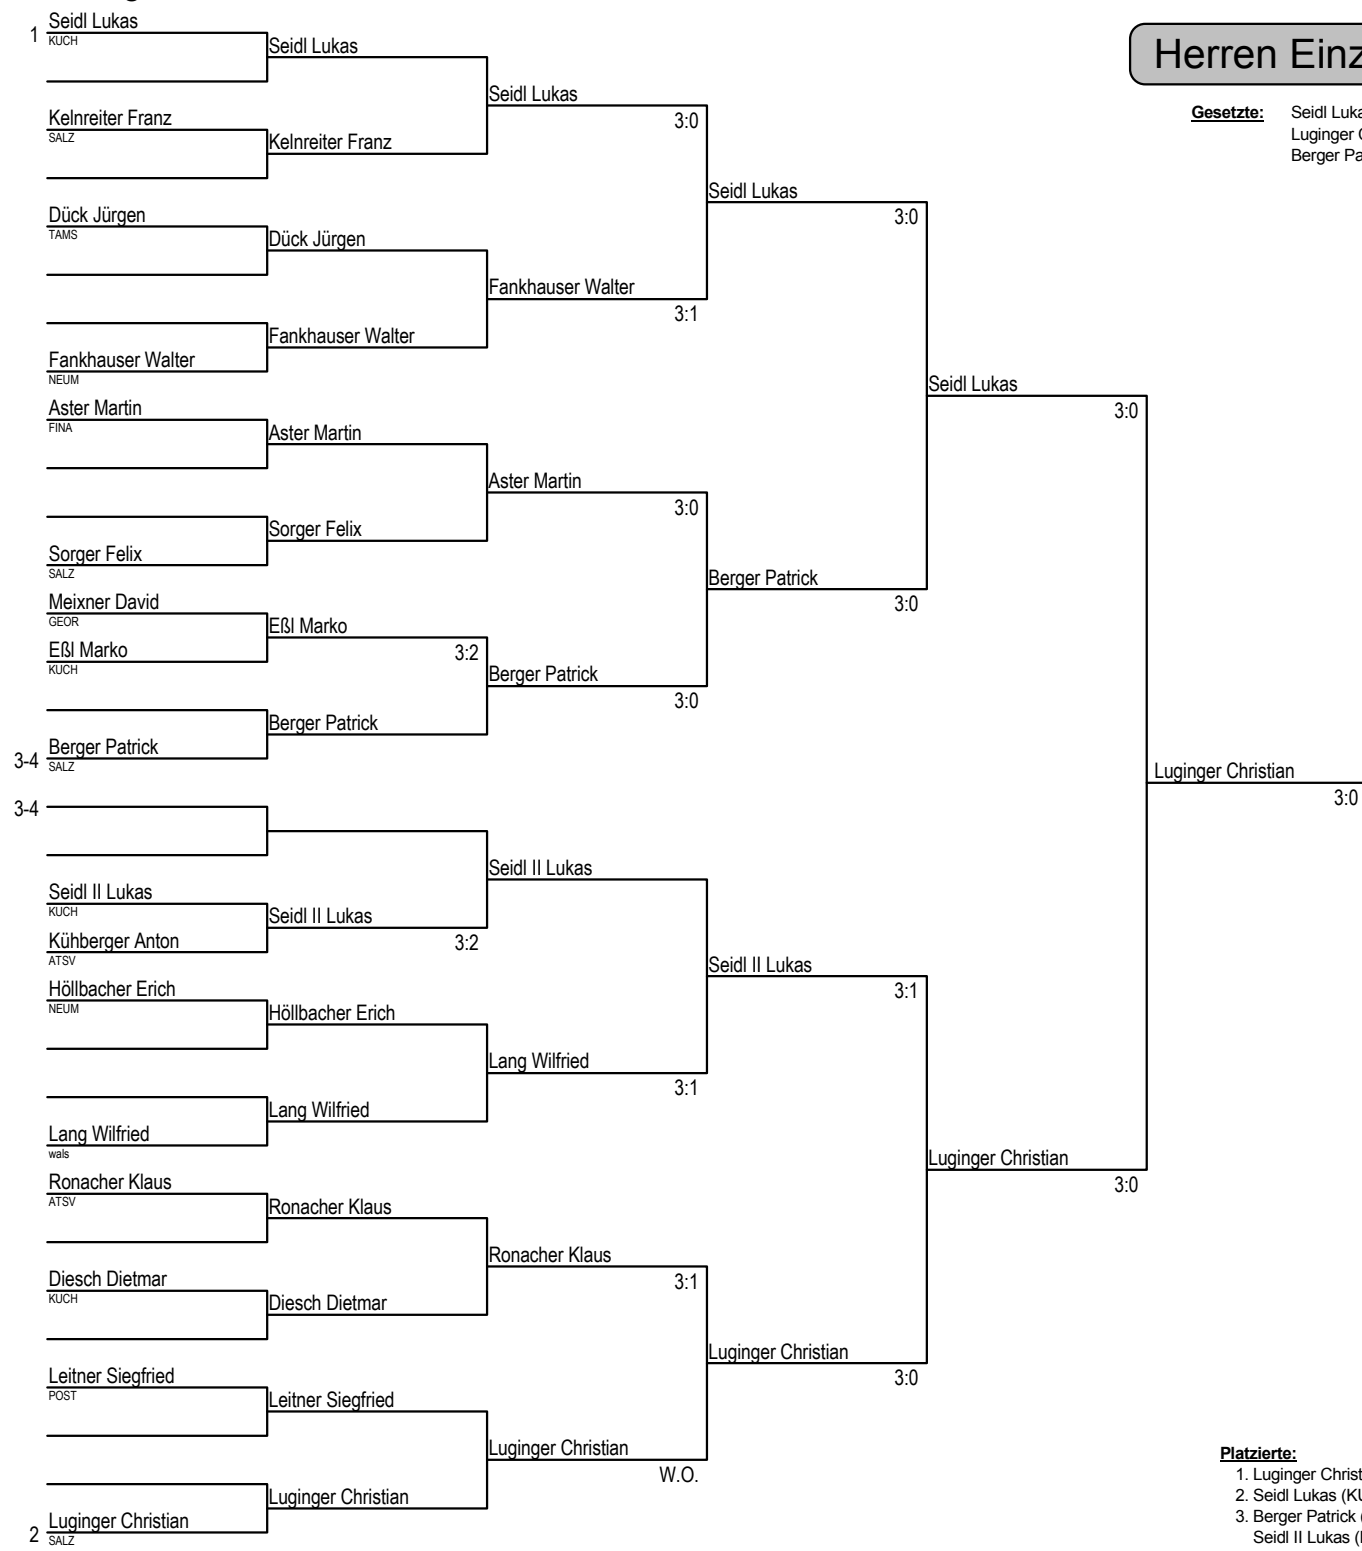 Seidl Lukas
1 KUCH
Kelnreiter Franz
SALZ
Dück Jürgen
TAMS
Fankhauser Walter
NEUM
Aster Martin
FINA
Sorger Felix
SALZ
Meixner David
GEOR
Eßl Marko
KUCH
Berger Patrick
3-4 SALZ
3-4
Seidl II Lukas
KUCH
Kühberger Anton
ATSV
Höllbacher Erich
NEUM
Lang Wilfried
wals
Ronacher Klaus
ATSV
Diesch Dietmar
KUCH
Leitner Siegfried
POST
Luginger Christian
2 SALZ
Seidl Lukas
Kelnreiter Franz
Dück Jürgen
Fankhauser Walter
Aster Martin
Sorger Felix
Eßl Marko
3:2
Berger Patrick
Seidl II Lukas
3:2
Höllbacher Erich
Lang Wilfried
Ronacher Klaus
Diesch Dietmar
Leitner Siegfried
Luginger Christian
Seidl Lukas
3:0
Fankhauser Walter
3:1
Aster Martin
3:0
Berger Patrick
3:0
Seidl II Lukas
Lang Wilfried
3:1
Ronacher Klaus
3:1
Luginger Christian
W.O.
Seidl Lukas
3:0
Berger Patrick
3:0
Seidl II Lukas
3:1
Luginger Christian
3:0
Seidl Lukas
3:0
Luginger Christian
3:0
Luginger Christian
3:0
Herren Einz
Gesetzte: Seidl Luka
Luginger
Berger Pa
Platzierte:
1. Luginger Christ
2. Seidl Lukas (KU
3. Berger Patrick (
Seidl II Lukas (